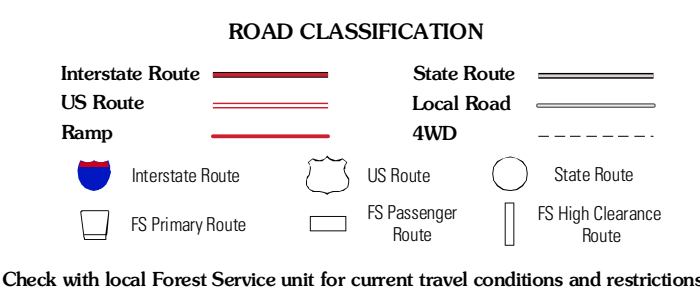 ROAD CLASSIFICATION
Interstate Route
State Route
US Route
Local Road
Ramp
4WD
Interstate Route
US Route
State Route
FS Primary Route
FS Passenger
Route
FS High Clearance
Route
Check with local Forest Service unit for current travel conditions and restrictions